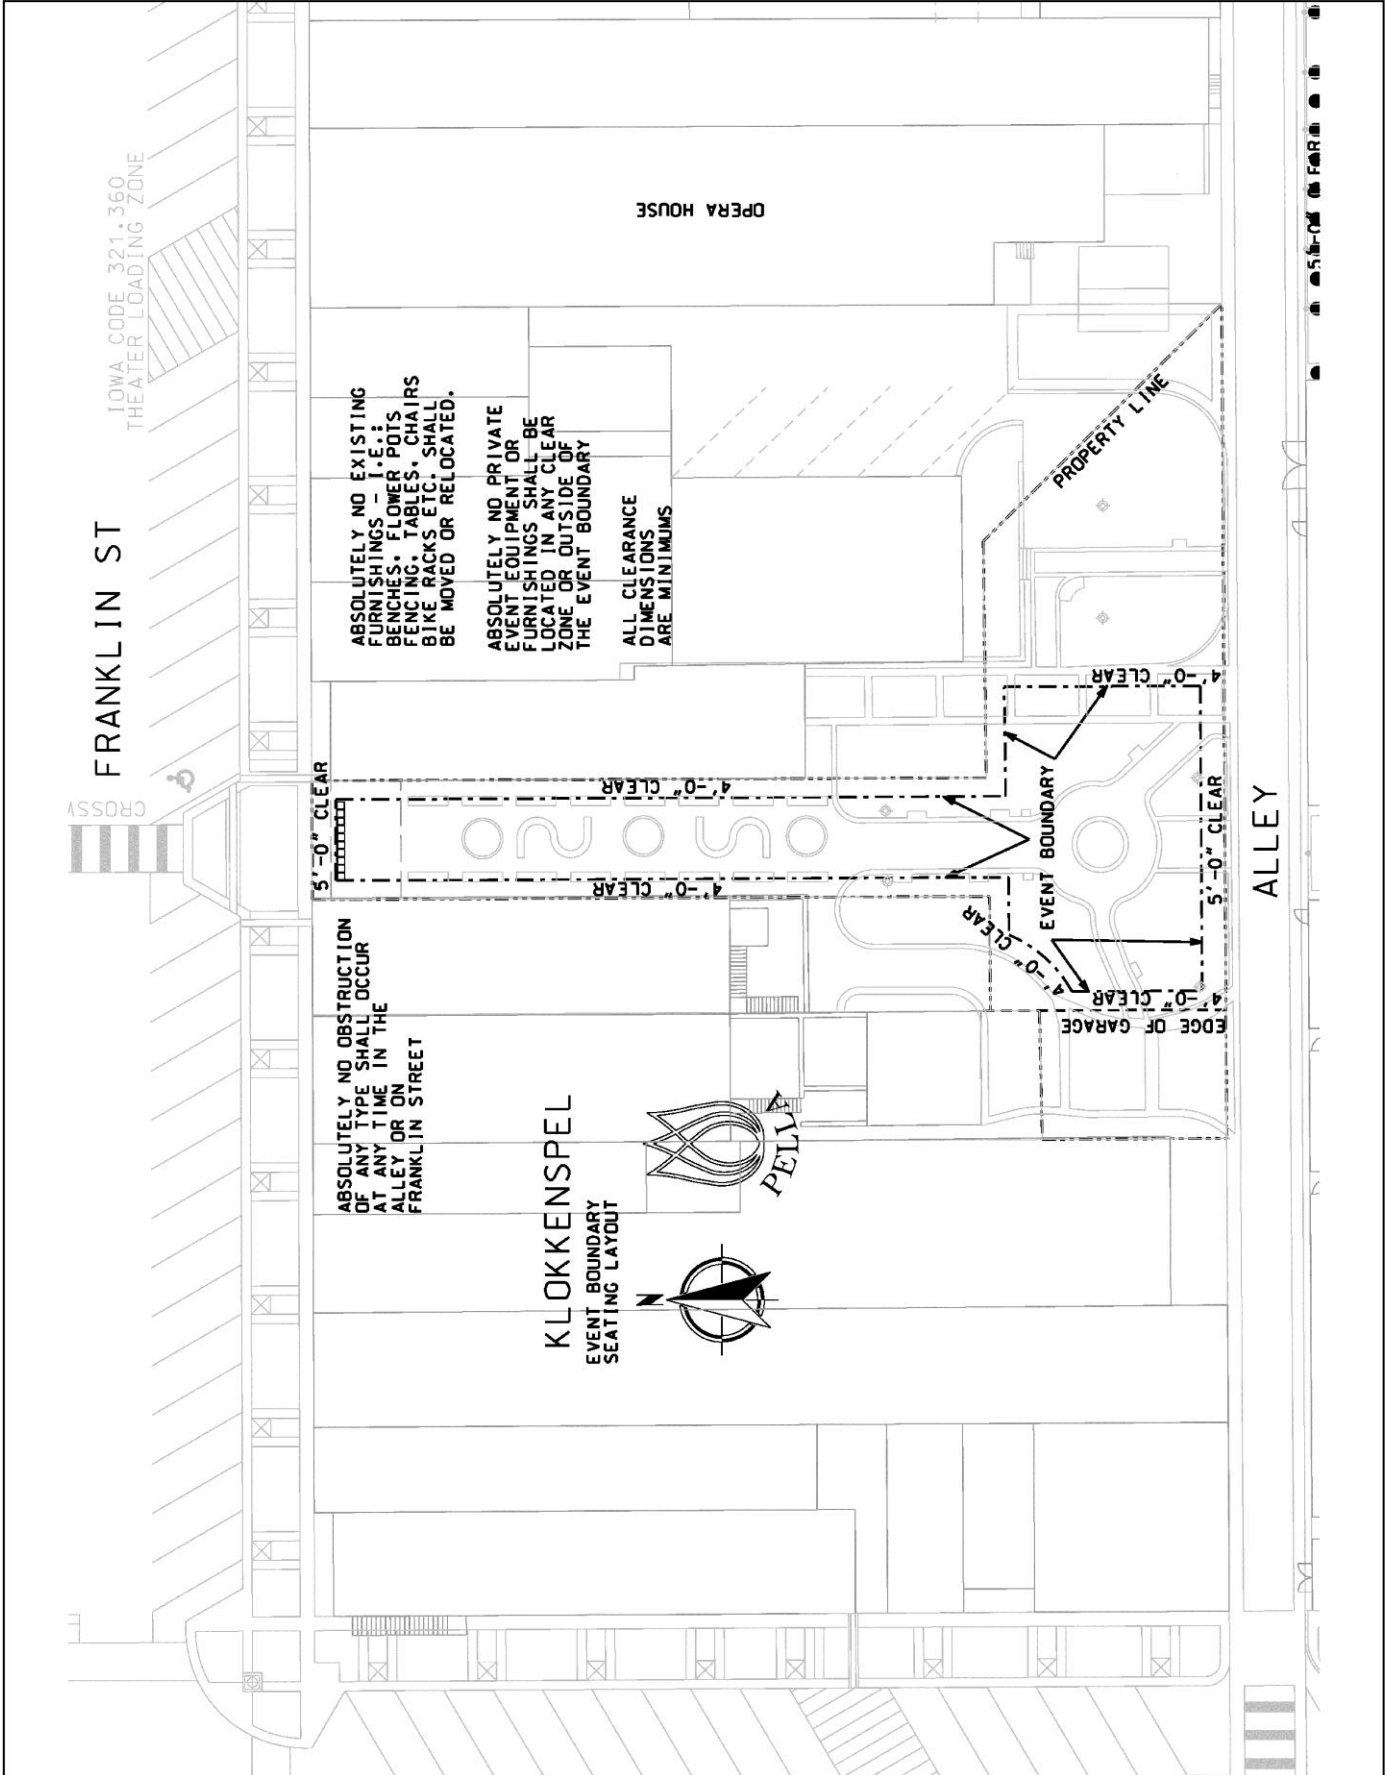 FRANKLIN ST
IOWA CODE 321.360
THEATER LOADING ZONE
ABSOLUTELY NO OBSTRUCTION
OF ANY TYPE SHALL OCCUR
AT ANY TIME IN THE
ALLEY OR ON
FRANKLIN STREET
5'-0" CLEAR
ABSOLUTELY NO EXISTING
FURNISHINGS - I.E.:
BENCHES, FLOWER POTS
FENCING, TABLES, CHAIRS
BIKE RACKS ETC. SHALL
BE MOVED OR RELOCATED.
ABSOLUTELY NO PRIVATE
EVENT EQUIPMENT OR
FURNISHINGS SHALL BE
LOCATED IN ANY CLEAR
ZONE OR OUTSIDE OF
THE EVENT BOUNDARY
ALL CLEARANCE
DIMENSIONS
ARE MINIMUMS
OPERA HOUSE
KLOKKENSPEL
EVENT BOUNDARY
SEATING LAYOUT
N
PELLA
4'-0" CLEAR
4'-0" CLEAR
4'-0" CLEAR
EVENT BOUNDARY
PROPERTY LINE
4'-0" CLEAR
4'-0" CLEAR
EDGE OF GARAGE
5'-0" CLEAR
ALLEY